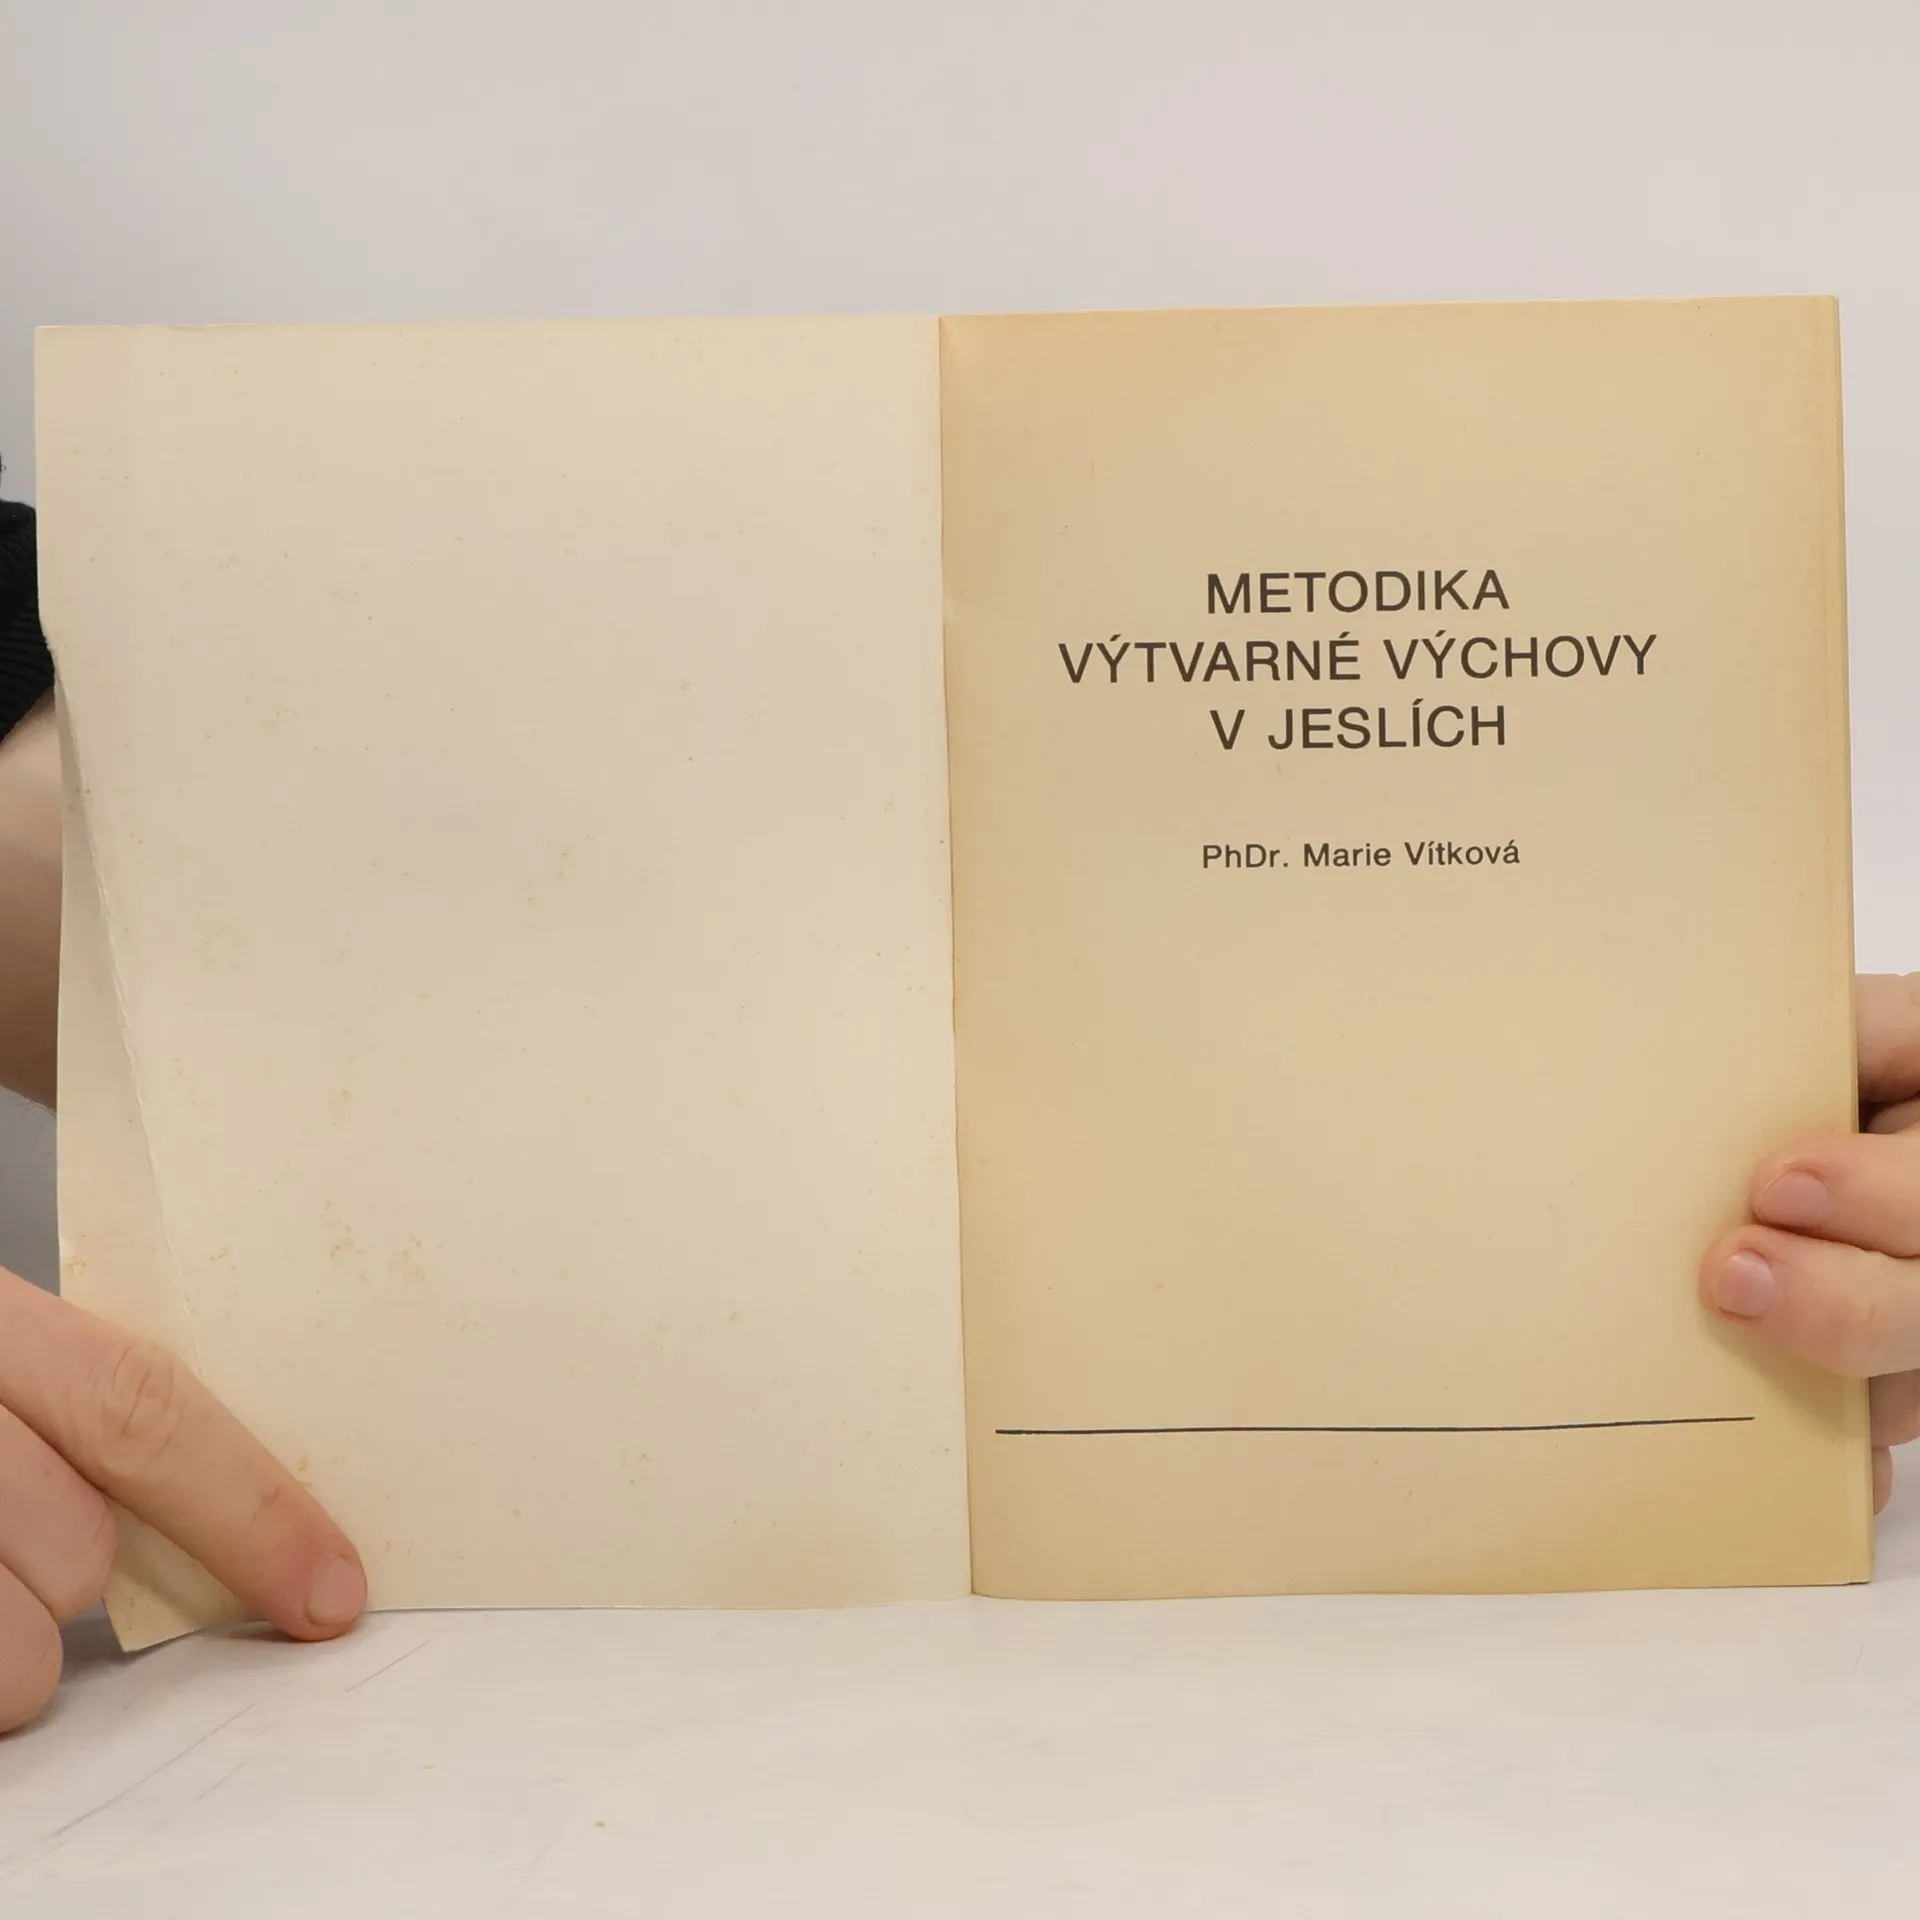 METODIKA
VÝTVARNÉ VÝCHOVY
V JESLÍCH
PhDr. Marie Vítková